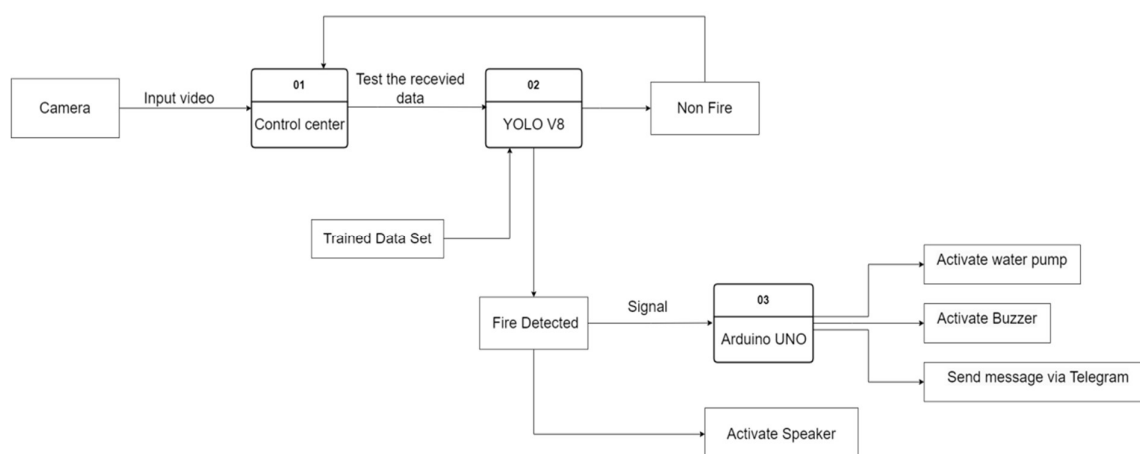 01
Control center
02
YOLO V8
Camera
Input video
Test the recevied
data
Non Fire
Trained Data Set
Fire Detected
Signal
03
Arduino UNO
Activate water pump
Activate Buzzer
Send message via Telegram
Activate Speaker